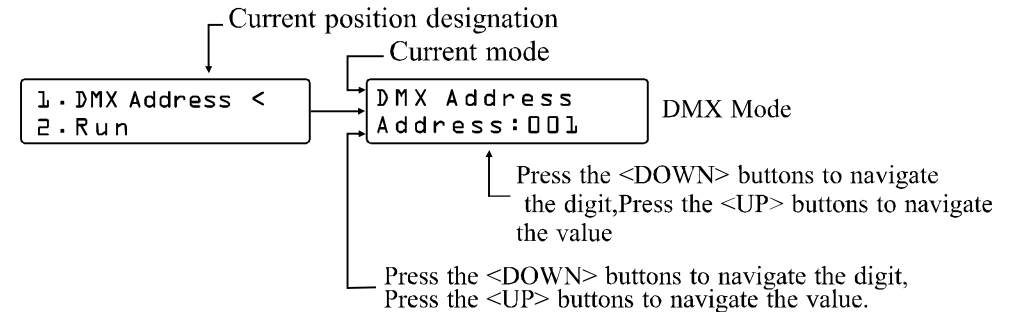 Current position designation
Current mode
1.DMX Address <
2.Run
DMX Address
Address:001
DMX Mode
Press the <DOWN> buttons to navigate
the digit,Press the <UP> buttons to navigate
the value
Press the <DOWN> buttons to navigate the digit,
Press the <UP> buttons to navigate the value.